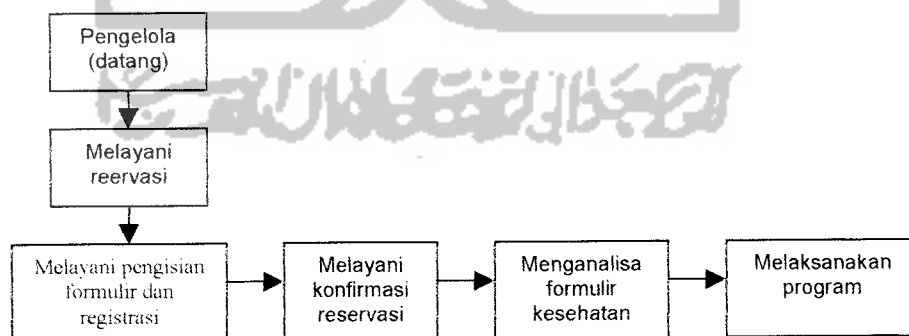 Pengelola
(datang)
Melayani
reervasi
Melayani pengisian
formulir dan
registrasi
Melayani
konfirmasi
reservasi
Menganalisa
formulir
kesehatan
Melaksanakan
program